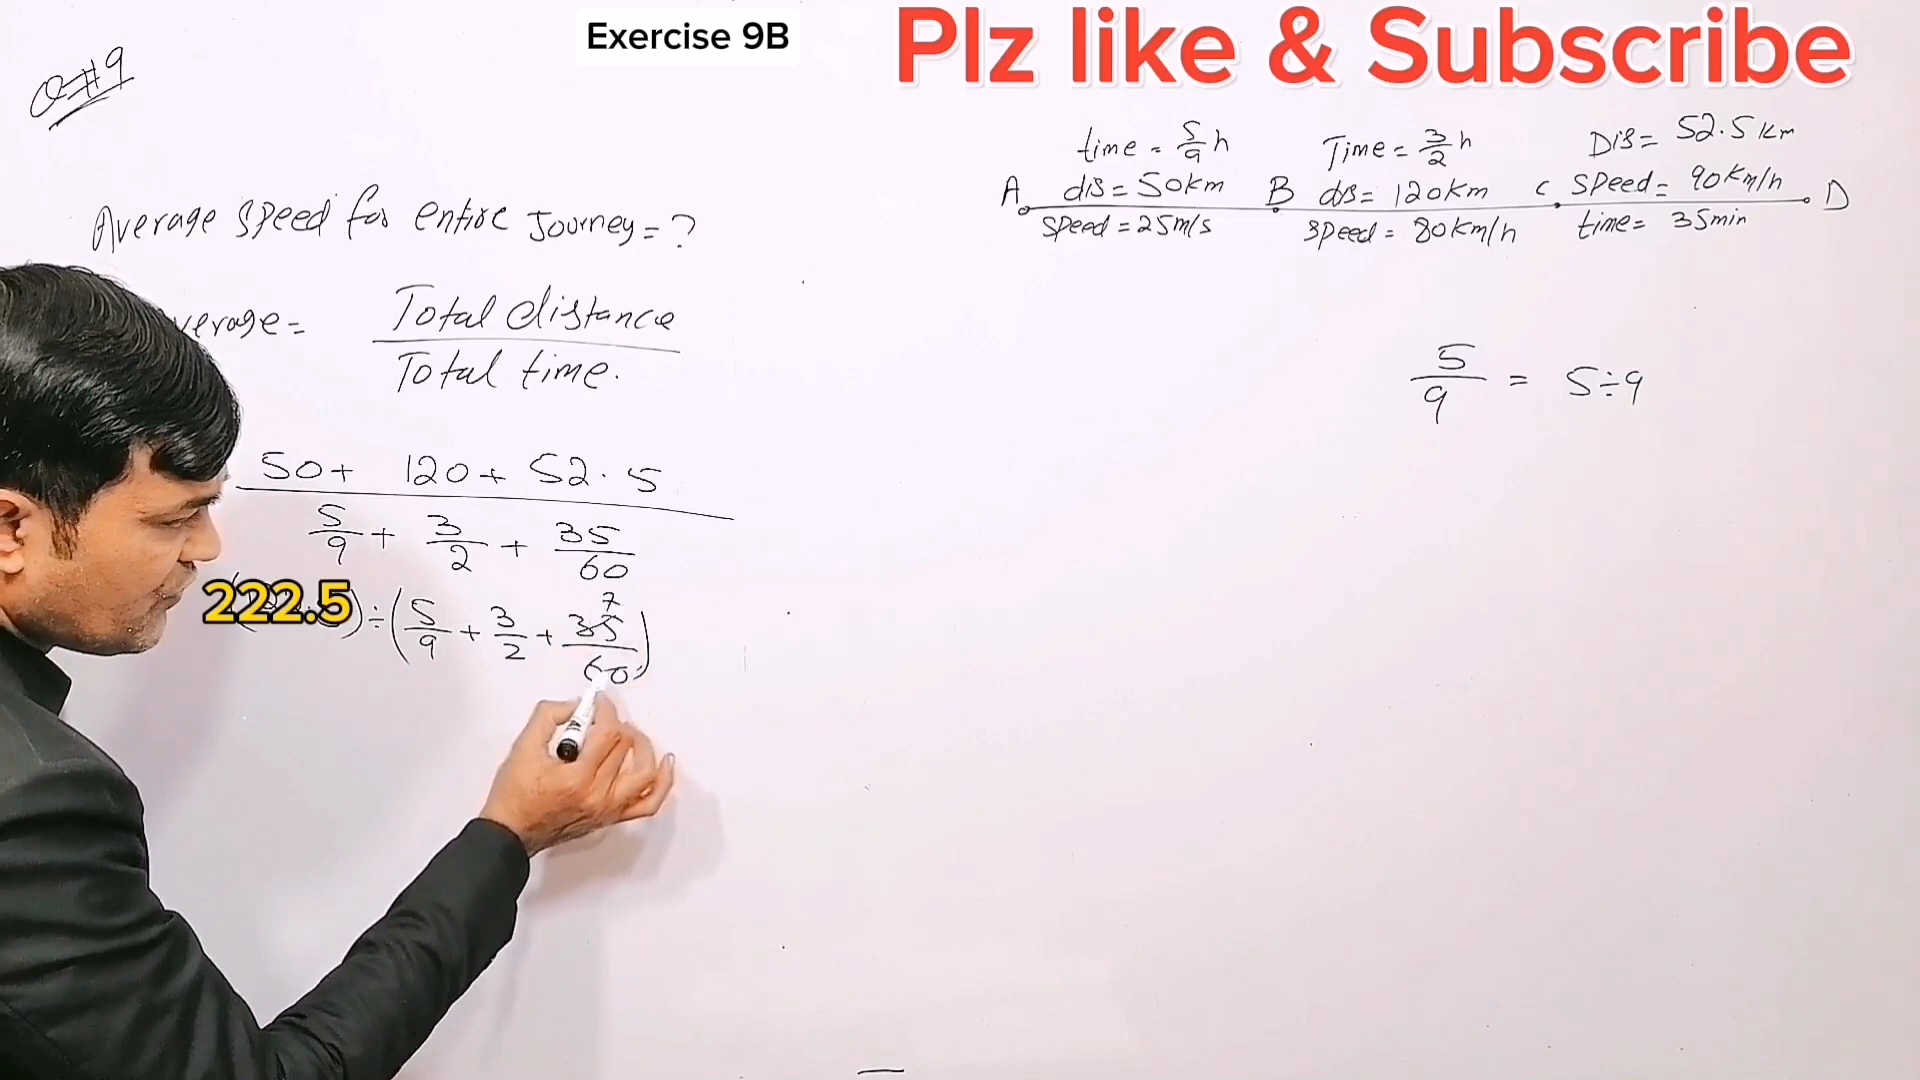 Exercise 9B
Plz like & Subscribe
Q#9
time = 5/9 h
dis = 50km
speed = 25m/s
A
B
Time = 3/2 h
dis = 120km
speed = 80km/h
C
Dis = 52.5 km
speed = 90km/h
time = 35min
D
Average speed for entire Journey = ?
verage = Total distance / Total time.
5/9 = 5÷9
50 + 120 + 52.5
5/9 + 3/2 + 35/60
222.5 ) ÷ ( 5/9 + 3/2 + 35/60 )
7